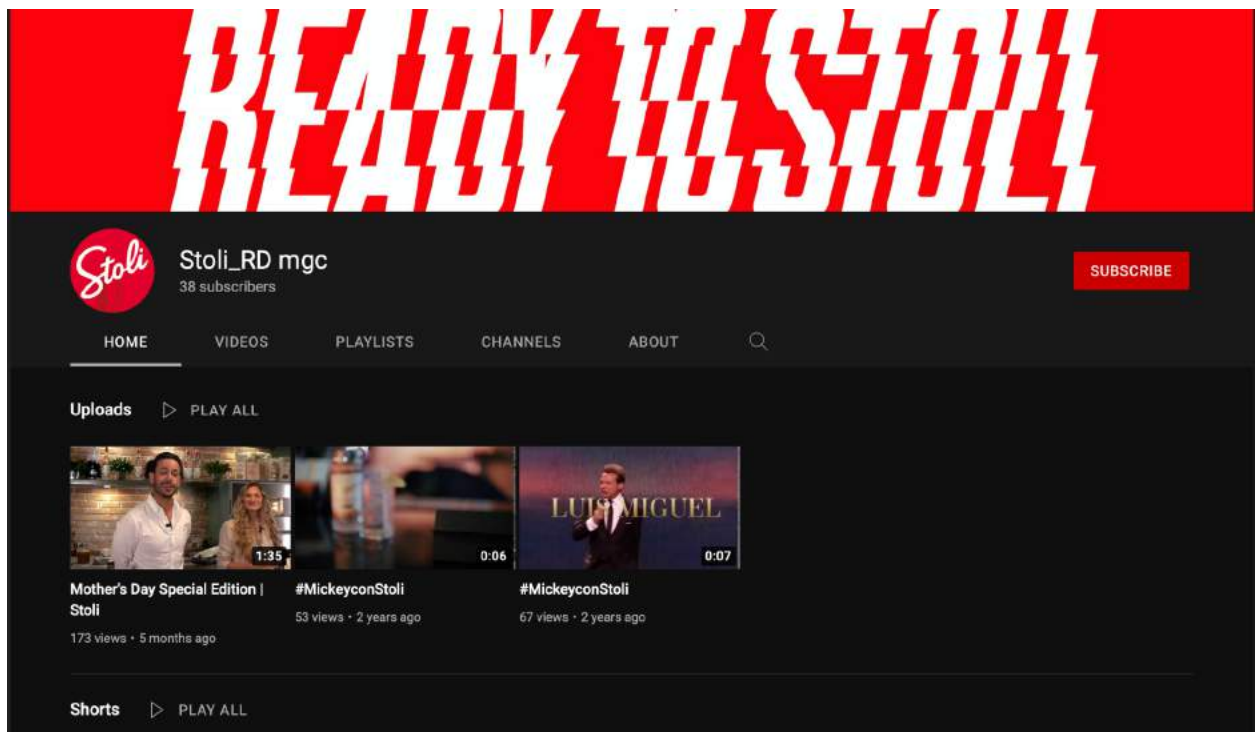 READY TO STOLI
Stoli
Stoli_RD mgc
38 subscribers
SUBSCRIBE
HOME VIDEOS PLAYLISTS CHANNELS ABOUT
Uploads PLAY ALL
LUIS MIGUEL
1:35 0:06 0:07
Mother's Day Special Edition |
Stoli
173 views • 5 months ago
#MickeyconStoli
53 views • 2 years ago
#MickeyconStoli
67 views • 2 years ago
Shorts PLAY ALL